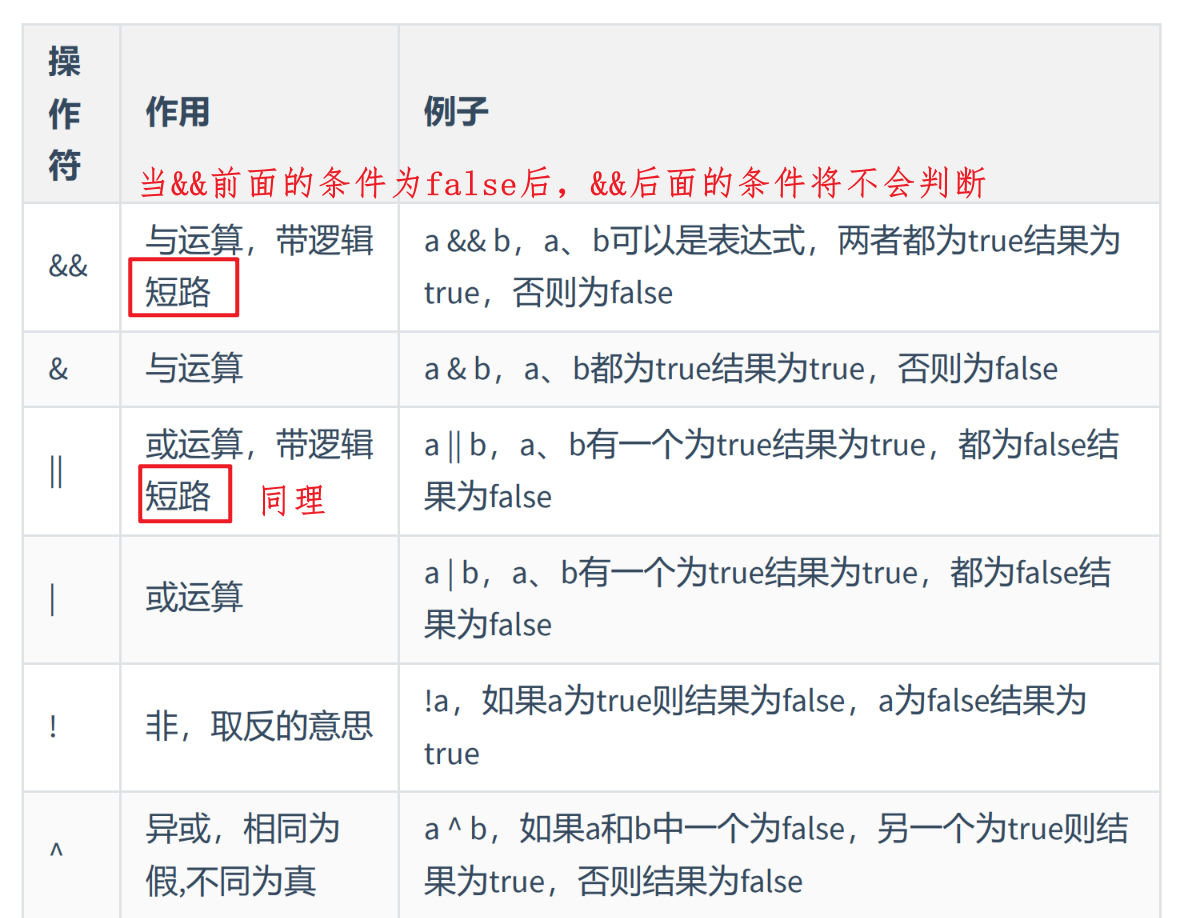 操
作
符
作用
例子
当&&前面的条件为false后，&&后面的条件将不会判断
&&
与运算，带逻辑
短路
a && b，a、b可以是表达式，两者都为true结果为
true，否则为false
&
与运算
a & b，a、b都为true结果为true，否则为false
||
或运算，带逻辑
短路
同理
a || b，a、b有一个为true结果为true，都为false结
果为false
|
或运算
a | b，a、b有一个为true结果为true，都为false结
果为false
!
非，取反的意思
!a，如果a为true则结果为false，a为false结果为
true
^
异或，相同为
假,不同为真
a ^ b，如果a和b中一个为false，另一个为true则结
果为true，否则结果为false